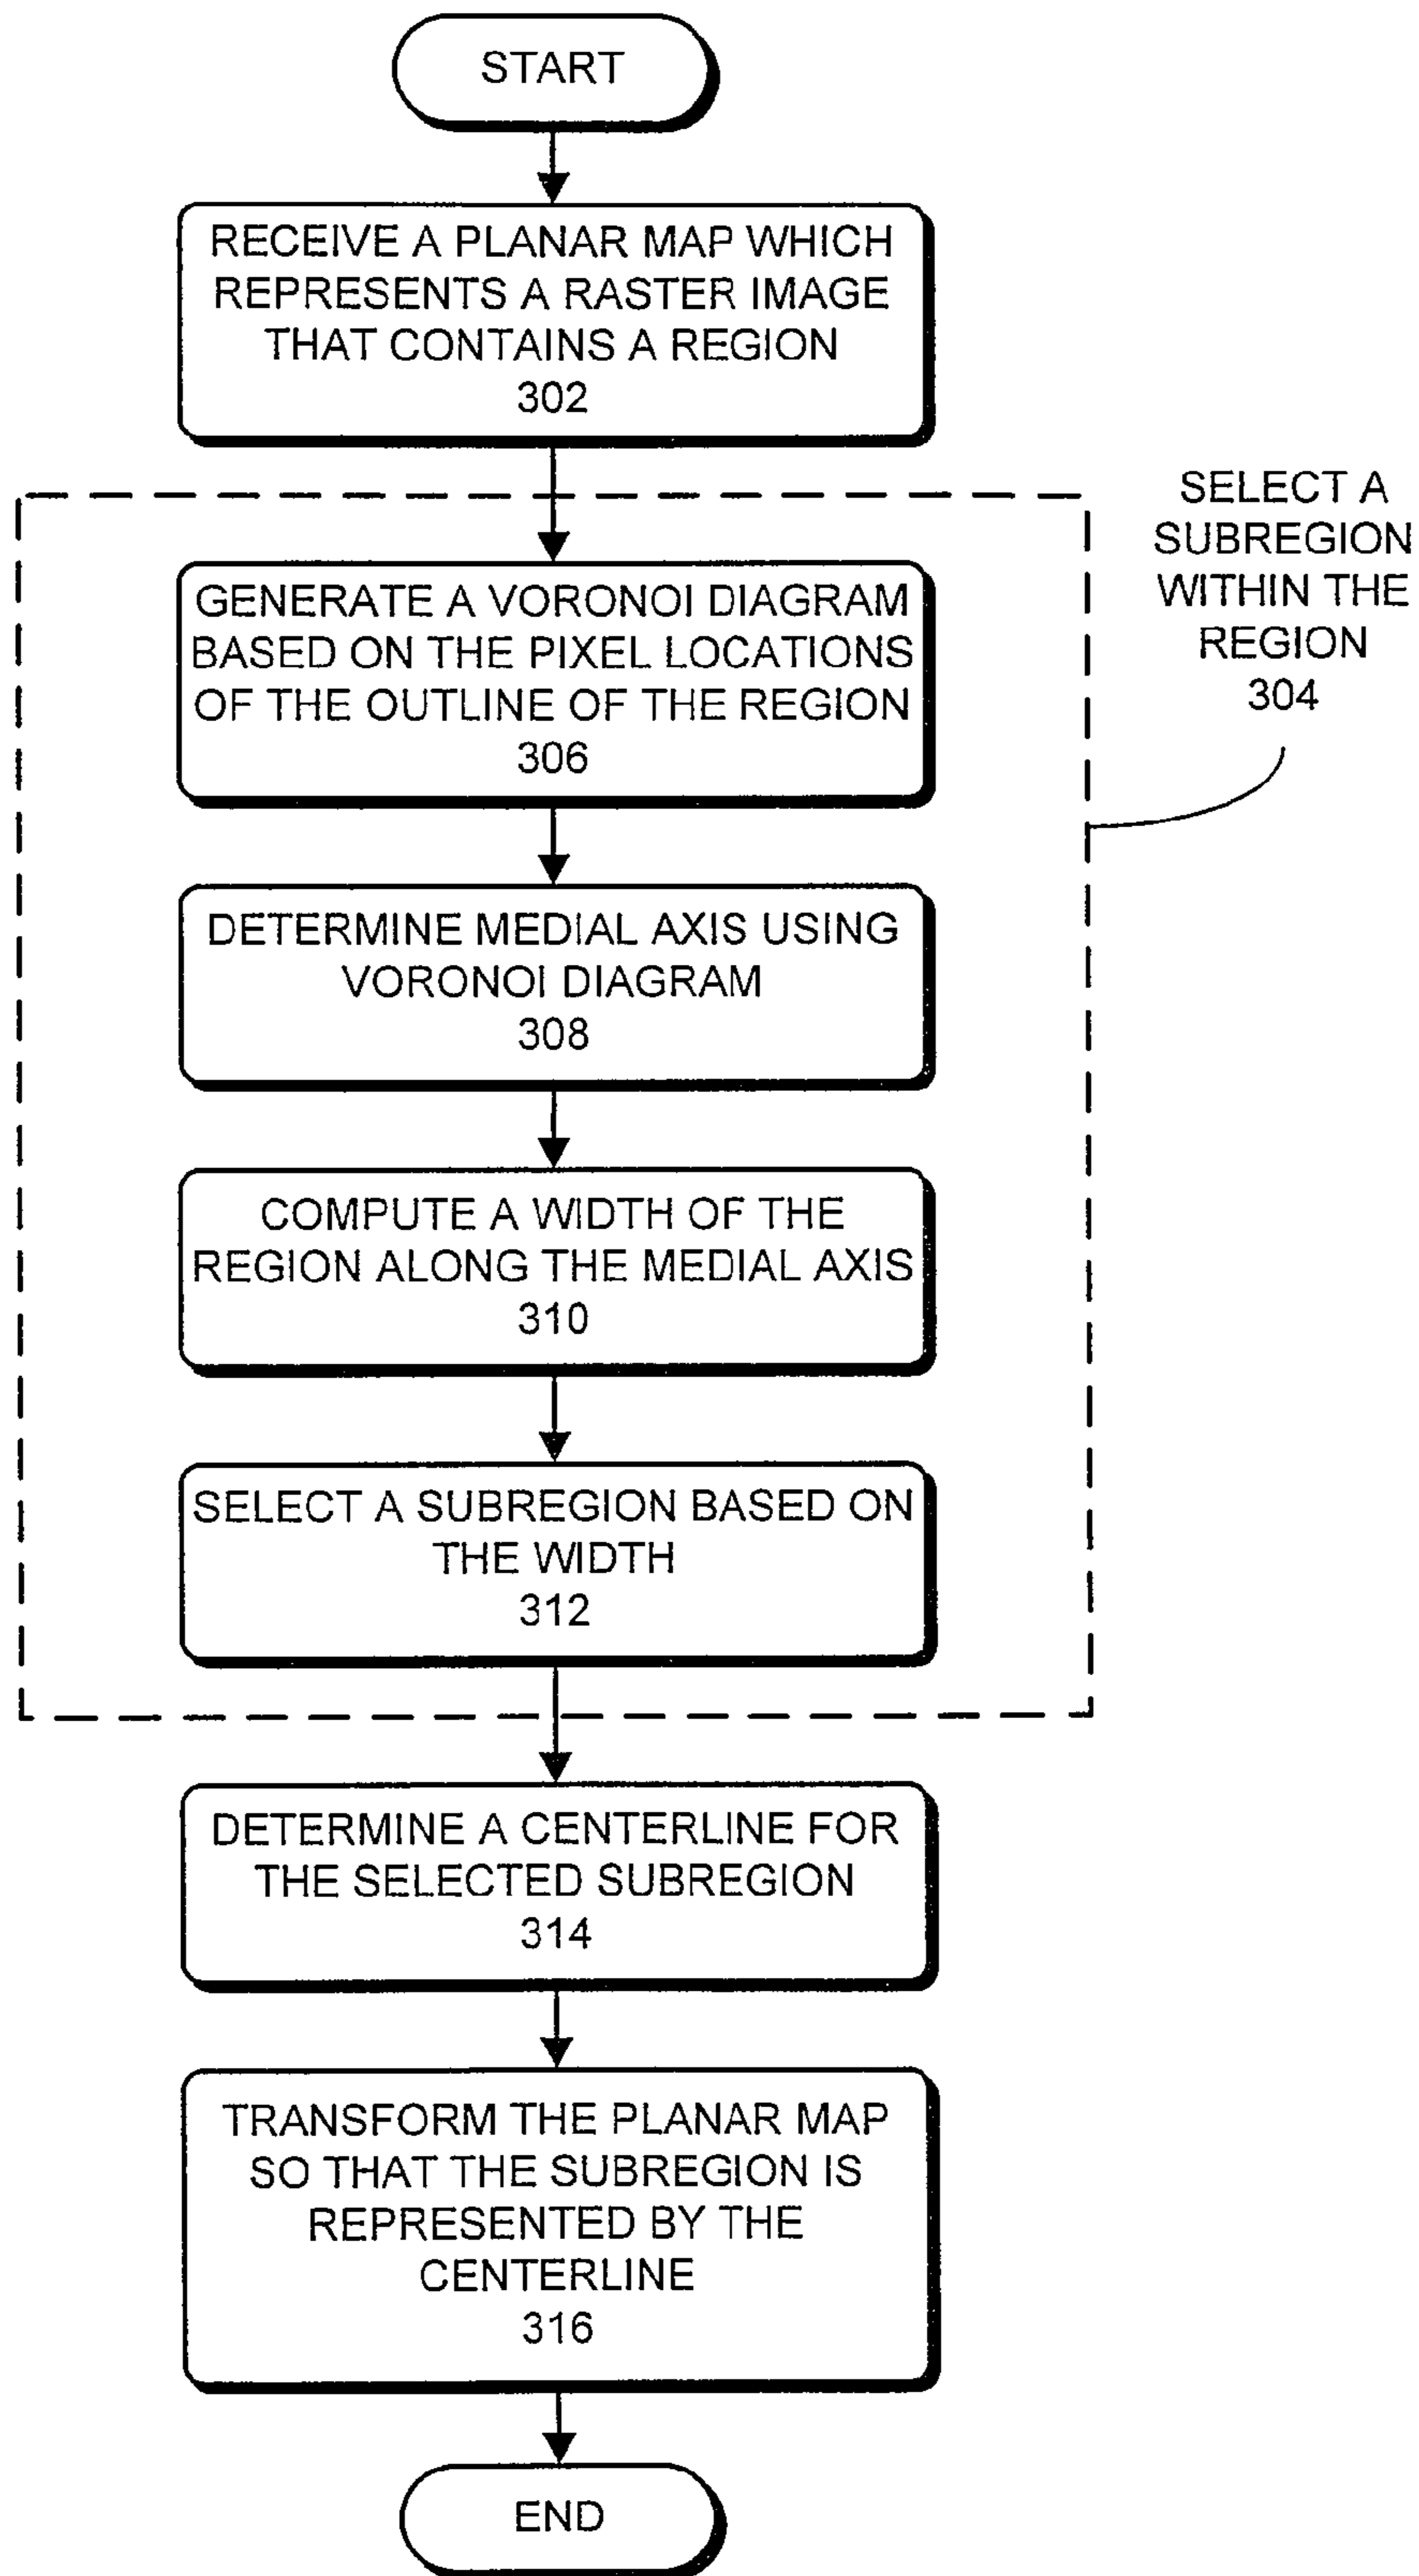 START
RECEIVE A PLANAR MAP WHICH
REPRESENTS A RASTER IMAGE
THAT CONTAINS A REGION
302
SELECT A
SUBREGION
WITHIN THE
REGION
304
GENERATE A VORONOI DIAGRAM
BASED ON THE PIXEL LOCATIONS
OF THE OUTLINE OF THE REGION
306
DETERMINE MEDIAL AXIS USING
VORONOI DIAGRAM
308
COMPUTE A WIDTH OF THE
REGION ALONG THE MEDIAL AXIS
310
SELECT A SUBREGION BASED ON
THE WIDTH
312
DETERMINE A CENTERLINE FOR
THE SELECTED SUBREGION
314
TRANSFORM THE PLANAR MAP
SO THAT THE SUBREGION IS
REPRESENTED BY THE
CENTERLINE
316
END